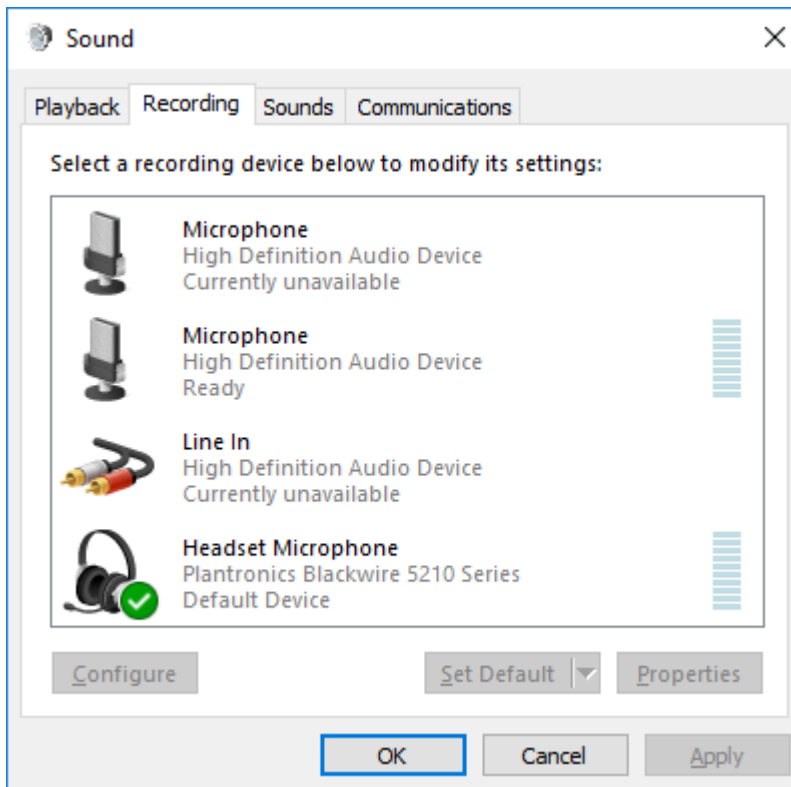 Sound
Playback Recording Sounds Communications
Select a recording device below to modify its settings:
Microphone
High Definition Audio Device
Currently unavailable
Microphone
High Definition Audio Device
Ready
Line In
High Definition Audio Device
Currently unavailable
Headset Microphone
Plantronics Blackwire 5210 Series
Default Device
Configure Set Default Properties
OK Cancel Apply